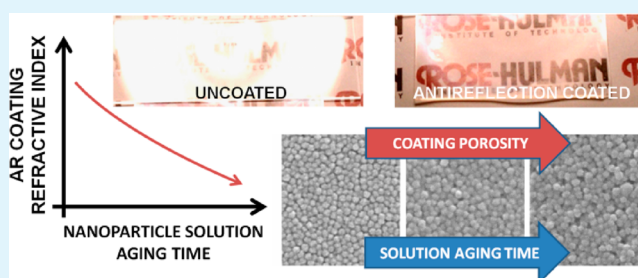 AR COATING
REFRACTIVE INDEX
NANOPARTICLE SOLUTION
AGING TIME
UNCOATED
ROSE-HULMAN
INSTITUTE OF TECHNOLOGY
ROSE-HULMAN
ANTIREFLECTION COATED
COATING POROSITY
SOLUTION AGING TIME